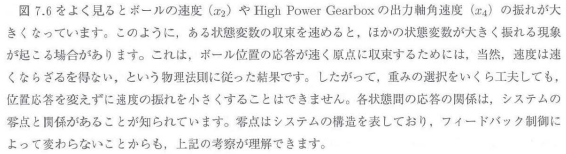 図 7.6 をよく見るとボールの速度（x2）や High Power Gearbox の出力軸角速度（x4）の振れが大
きくなっています。このように，ある状態変数の収束を速めると，ほかの状態変数が大きく振れる現象
が起こる場合があります。これは，ボール位置の応答が速く原点に収束するためには，当然，速度は速
くならざるを得ない，という物理法則に従った結果です。したがって，重みの選択をいくら工夫しても，
位置応答を変えずに速度の振れを小さくすることはできません。各状態間の応答の関係は，システムの
零点と関係があることが知られています。零点はシステムの構造を表しており，フィードバック制御に
よって変わらないことからも，上記の考察が理解できます。